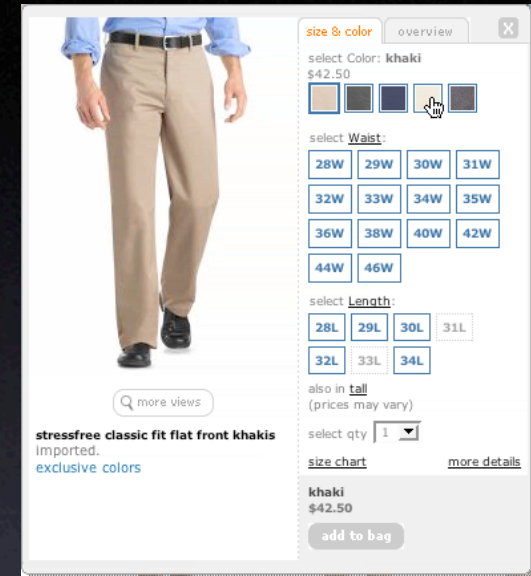 size & color
overview
X
select Color: khaki
$42.50
select Waist:
28W 29W 30W 31W
32W 33W 34W 35W
36W 38W 40W 42W
44W 46W
select Length:
28L 29L 30L 31L
32L 33L 34L
also in tall
(prices may vary)
select qty 1
size chart
more details
khaki
$42.50
add to bag
more views
stressfree classic fit flat front khakis
imported.
exclusive colors